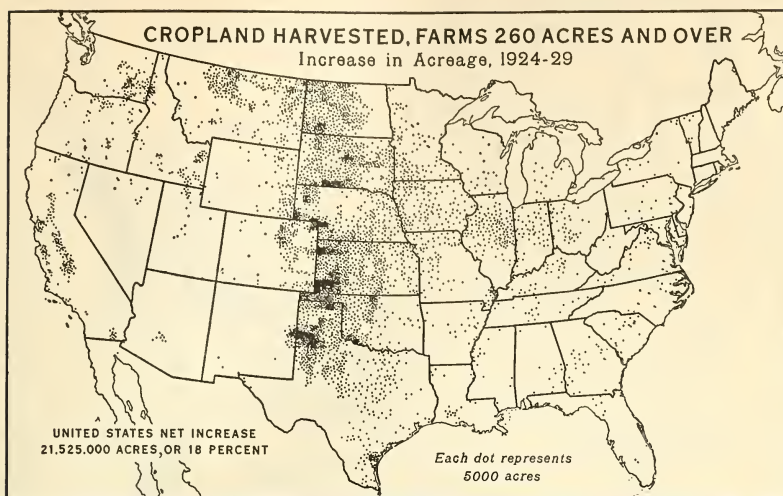 CROPLAND HARVESTED, FARMS 260 ACRES AND OVER
Increase in Acreage, 1924-29
UNITED STATES NET INCREASE
21,525.000 ACRES, OR 18 PERCENT
Each dot represents
5000 acres